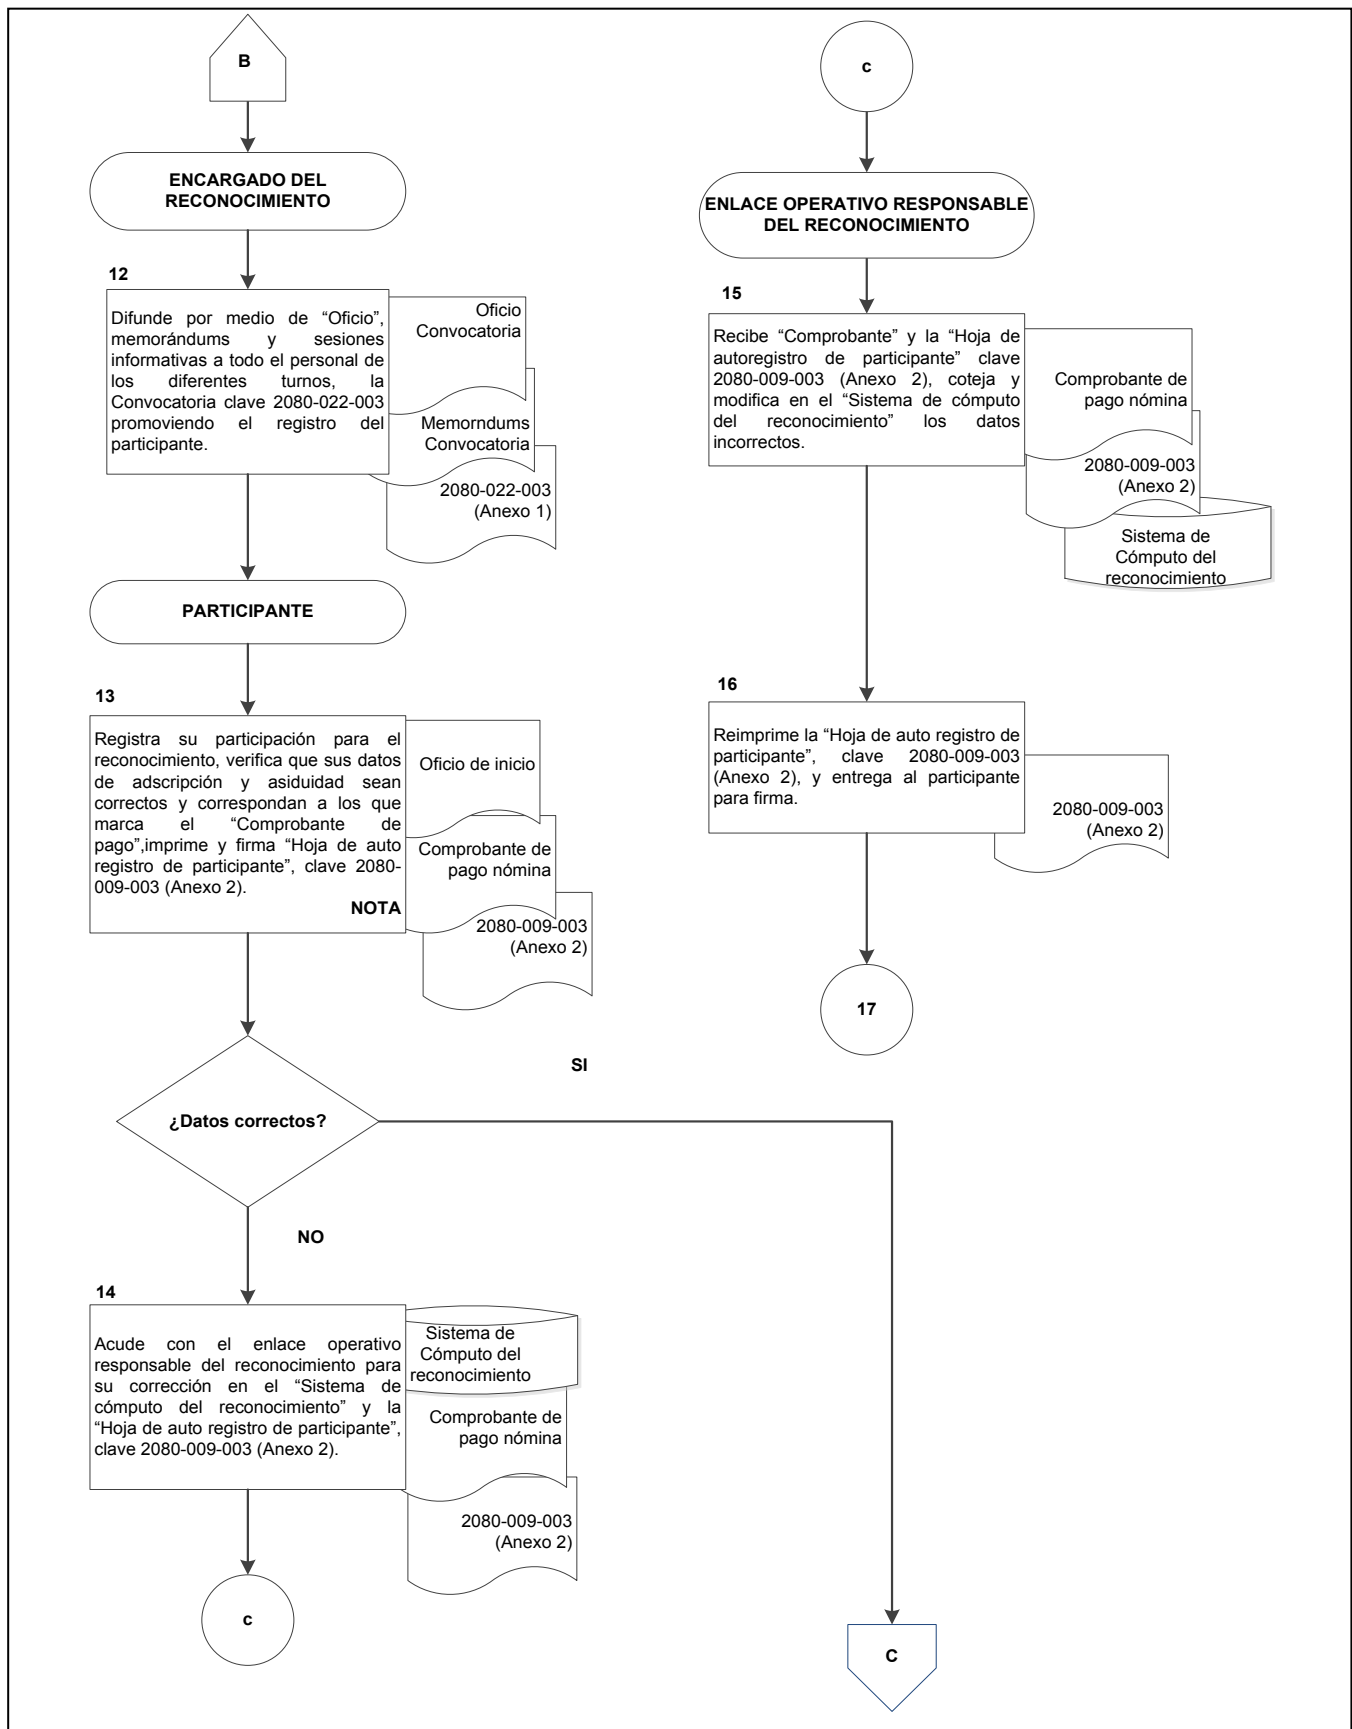 B
ENCARGADO DEL
RECONOCIMIENTO
12
Difunde por medio de “Oficio”,
memorándums y sesiones
informativas a todo el personal de
los diferentes turnos, la
Convocatoria clave 2080-022-003
promoviendo el registro del
participante.
Oficio
Convocatoria
Memorndums
Convocatoria
2080-022-003
(Anexo 1)
PARTICIPANTE
13
Registra su participación para el
reconocimiento, verifica que sus datos
de adscripción y asiduidad sean
correctos y correspondan a los que
marca el “Comprobante de
pago”,imprime y firma “Hoja de auto
registro de participante”, clave 2080-
009-003 (Anexo 2).
NOTA
Oficio de inicio
Comprobante de
pago nómina
2080-009-003
(Anexo 2)
¿Datos correctos?
SI
NO
14
Acude con el enlace operativo
responsable del reconocimiento para
su corrección en el “Sistema de
cómputo del reconocimiento” y la
“Hoja de auto registro de participante”,
clave 2080-009-003 (Anexo 2).
Sistema de
Cómputo del
reconocimiento
Comprobante de
pago nómina
2080-009-003
(Anexo 2)
c
c
ENLACE OPERATIVO RESPONSABLE
DEL RECONOCIMIENTO
15
Recibe “Comprobante” y la “Hoja de
autoregistro de participante” clave
2080-009-003 (Anexo 2), coteja y
modifica en el “Sistema de cómputo
del reconocimiento” los datos
incorrectos.
Comprobante de
pago nómina
2080-009-003
(Anexo 2)
Sistema de
Cómputo del
reconocimiento
16
Reimprime la “Hoja de auto registro de
participante”, clave 2080-009-003
(Anexo 2), y entrega al participante
para firma.
2080-009-003
(Anexo 2)
17
C